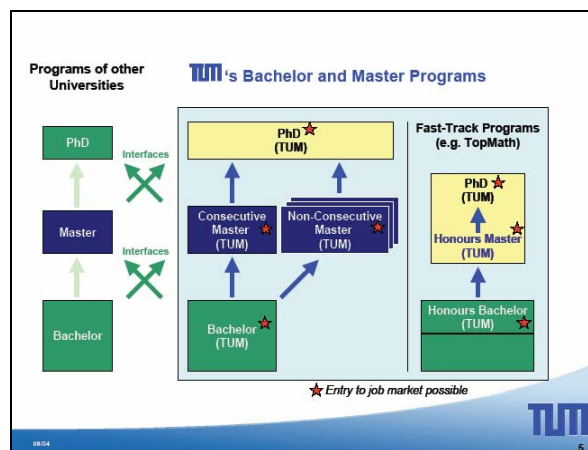 Programs of other
Universities
TUM's Bachelor and Master Programs
PhD
Interfaces
Master
Interfaces
Bachelor
PhD
(TUM)
Consecutive
Master
(TUM)
Non-Consecutive
Master
(TUM)
Bachelor
(TUM)
Fast-Track Programs
(e.g. TopMath)
PhD
(TUM)
Honours Master
(TUM)
Honours Bachelor
(TUM)
Entry to job market possible
TUM
08/04
5